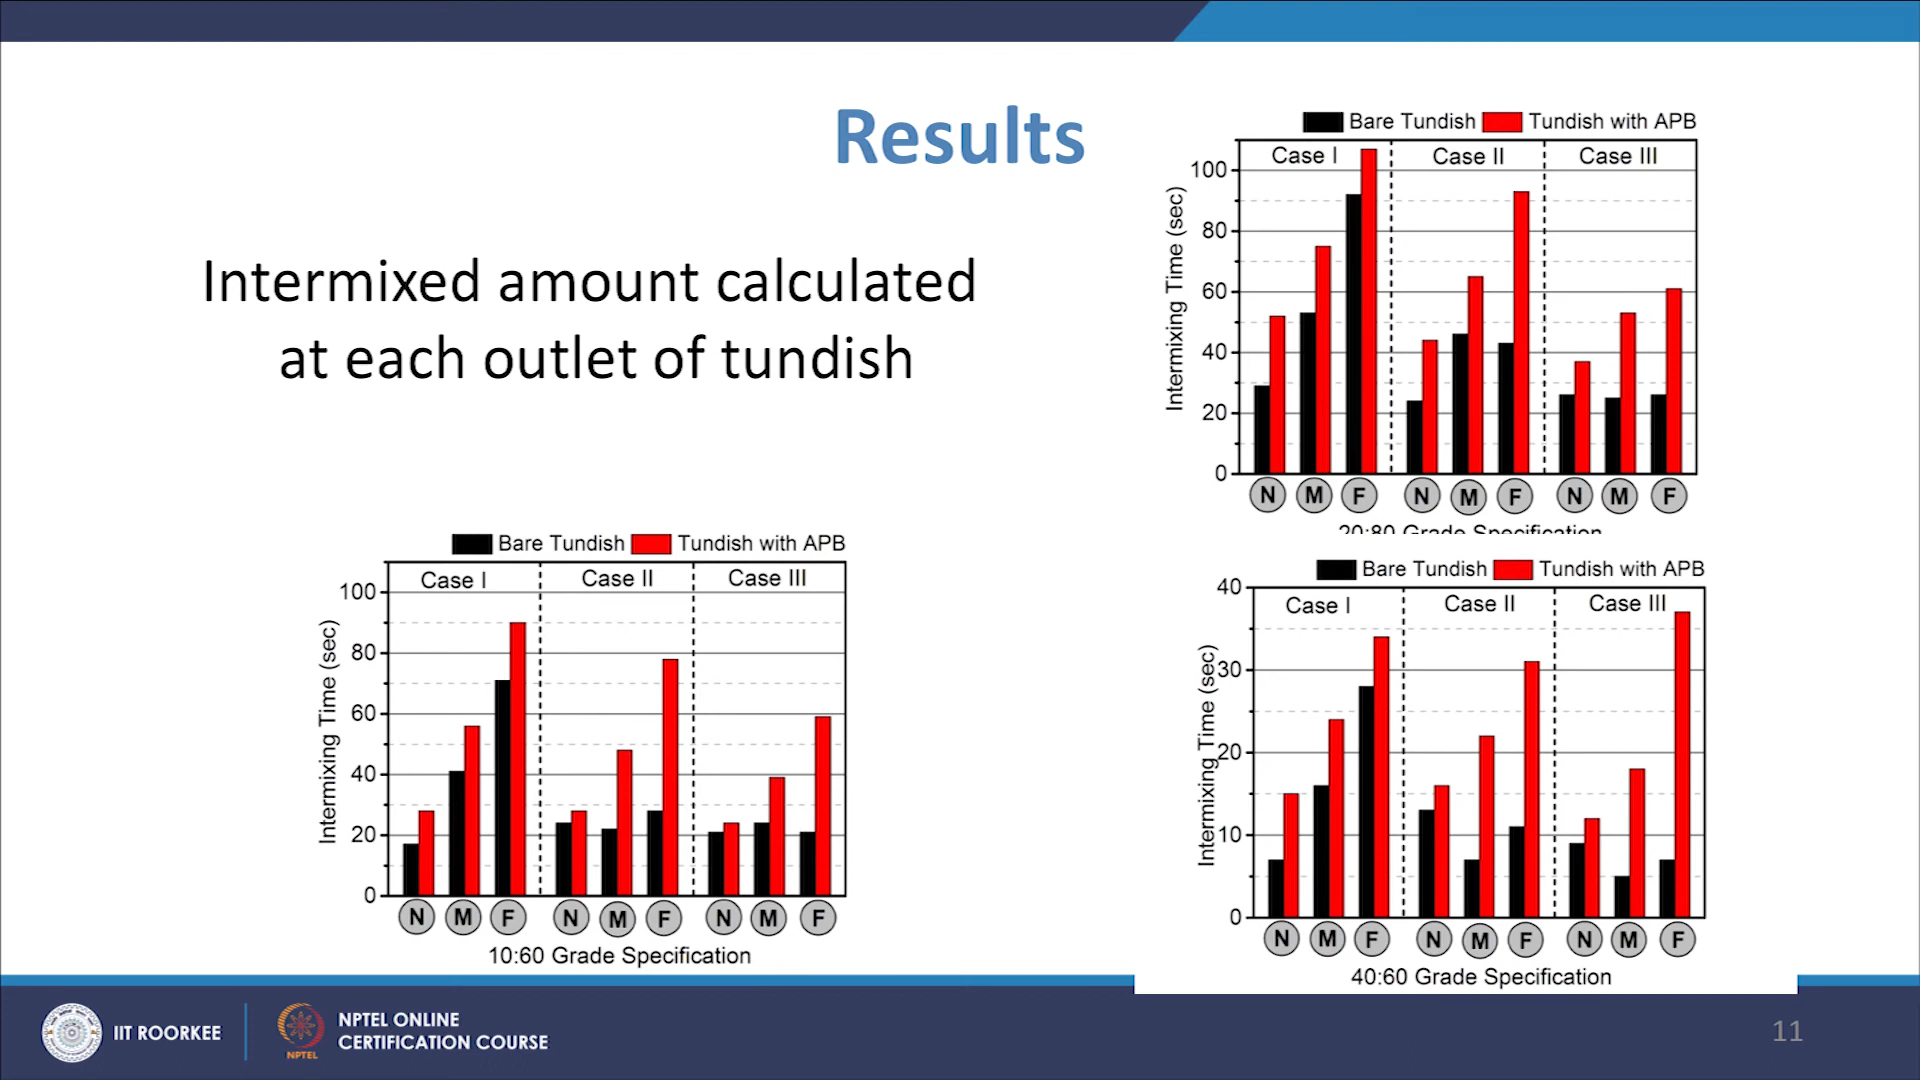 Results
Intermixed amount calculated
at each outlet of tundish
Bare Tundish Tundish with APB
Case I Case II Case III
Intermixing Time (sec)
100
80
60
40
20
0
N M F N M F N M F
20:80 Grade Specification
Bare Tundish Tundish with APB
Case I Case II Case III
Intermixing Time (sec)
100
80
60
40
20
0
N M F N M F N M F
10:60 Grade Specification
Bare Tundish Tundish with APB
Case I Case II Case III
Intermixing Time (sec)
40
30
20
10
0
N M F N M F N M F
40:60 Grade Specification
IIT ROORKEE
NPTEL
NPTEL ONLINE
CERTIFICATION COURSE
11